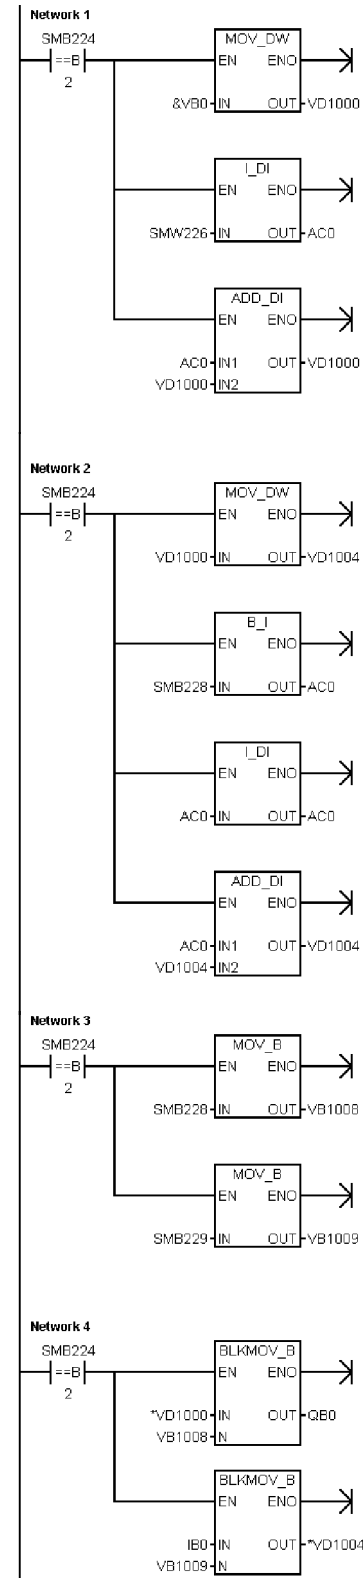 Network 1
SMB224 MOV_DW
==B EN ENO
2
&VB0 IN OUT VD1000
I_DI
EN ENO
SMW226 IN OUT AC0
ADD_DI
EN ENO
AC0 IN1 OUT VD1000
VD1000 IN2
Network 2
SMB224 MOV_DW
==B EN ENO
2
VD1000 IN OUT VD1004
B_I
EN ENO
SMB228 IN OUT AC0
I_DI
EN ENO
AC0 IN OUT AC0
ADD_DI
EN ENO
AC0 IN1 OUT VD1004
VD1004 IN2
Network 3
SMB224 MOV_B
==B EN ENO
2
SMB228 IN OUT VB1008
MOV_B
EN ENO
SMB229 IN OUT VB1009
Network 4
SMB224 BLKMOV_B
==B EN ENO
2
*VD1000 IN OUT QB0
VB1008 N
BLKMOV_B
EN ENO
IB0 IN OUT *VD1004
VB1009 N